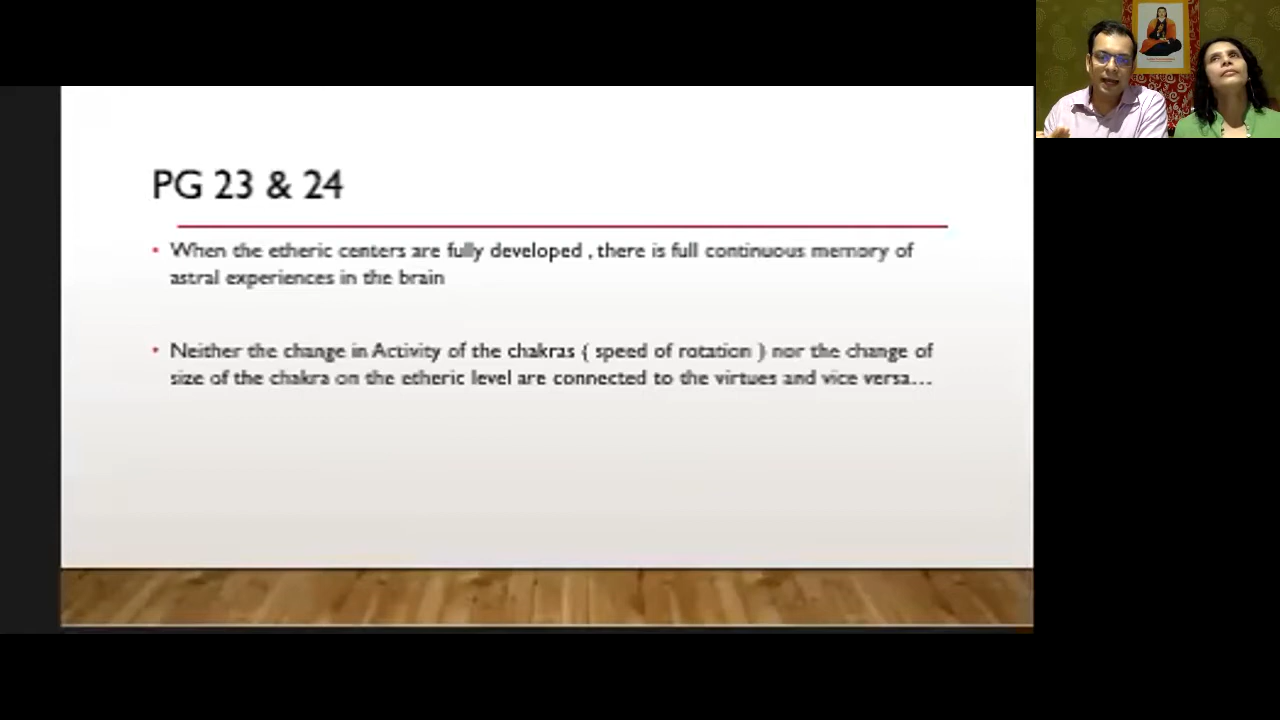 PG 23 & 24
• When the etheric centers are fully developed , there is full continuous memory of
astral experiences in the brain
• Neither the change in Activity of the chakras ( speed of rotation ) nor the change of
size of the chakra on the etheric level are connected to the virtues and vice versa...